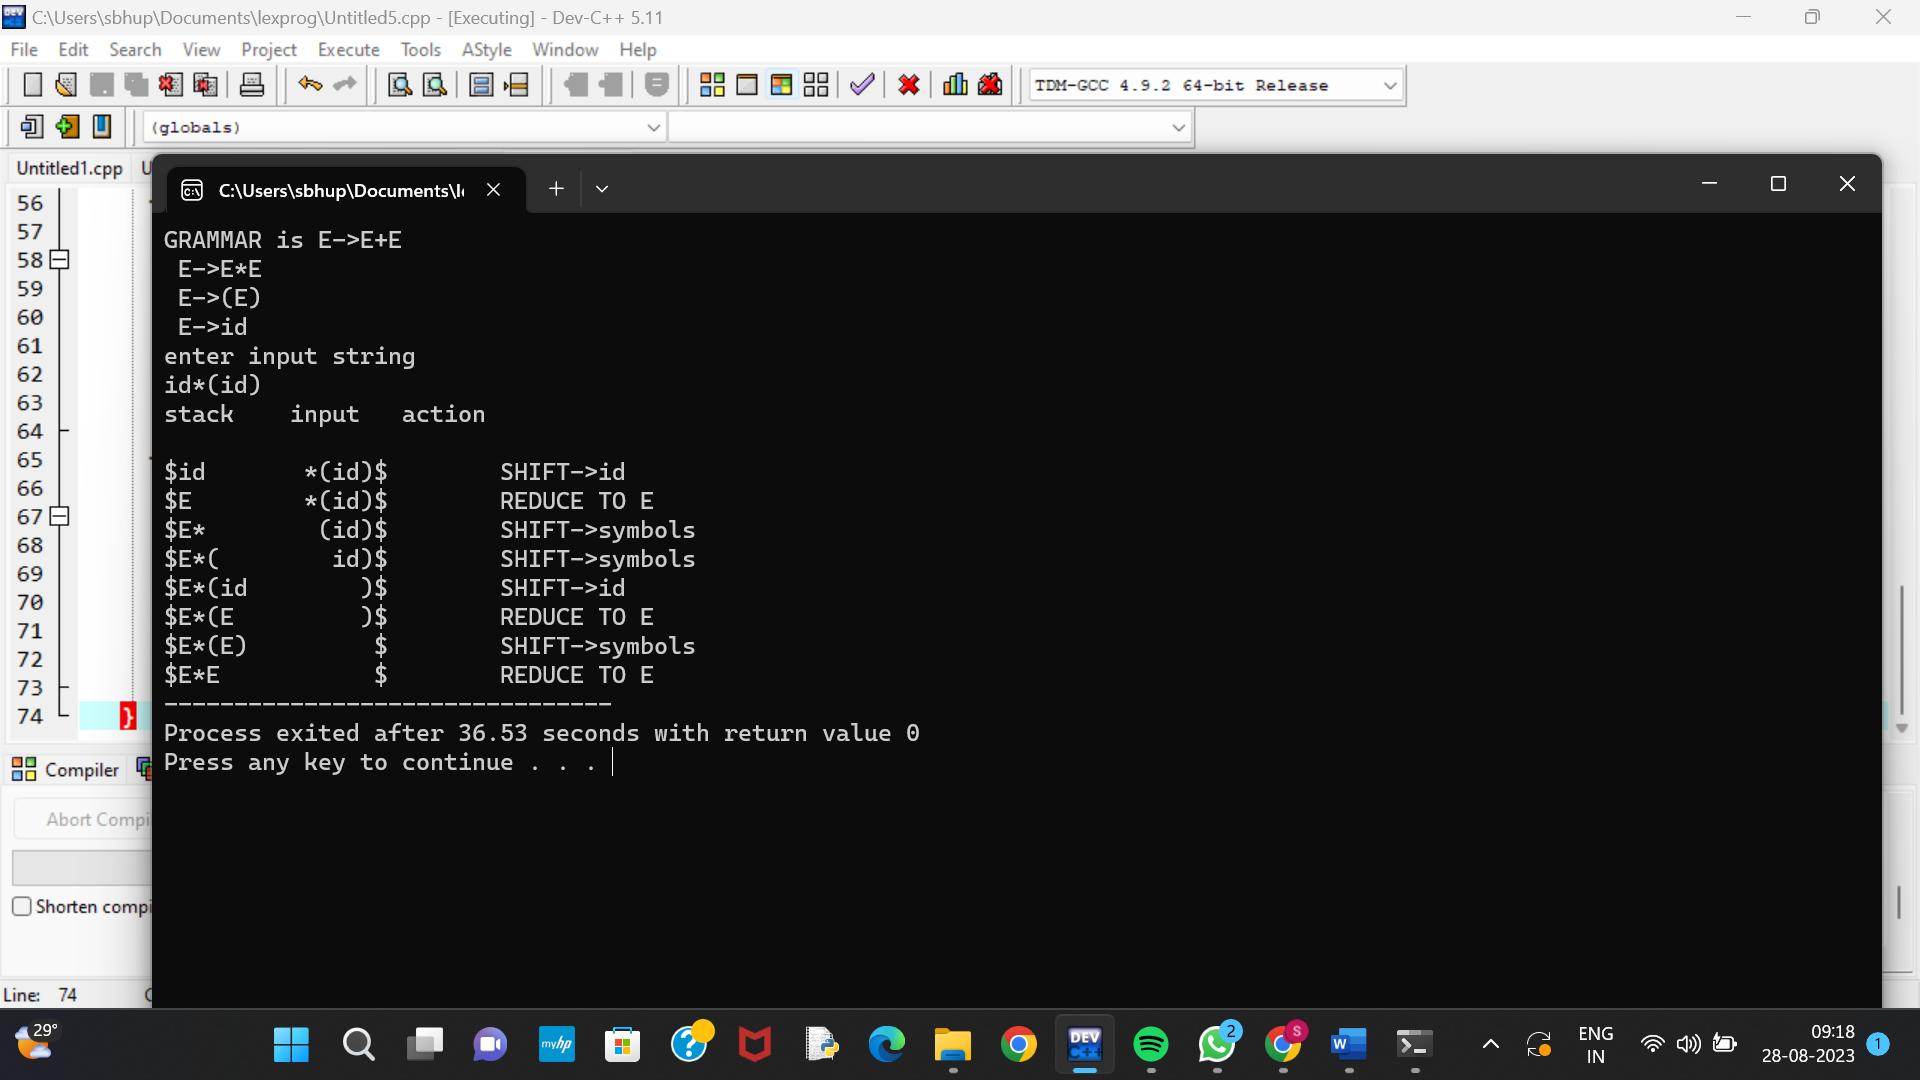 C:\Users\sbhup\Documents\lexprog\Untitled5.cpp - [Executing] - Dev-C++ 5.11
File Edit Search View Project Execute Tools AStyle Window Help
TDM-GCC 4.9.2 64-bit Release
(globals)
Untitled1.cpp
C:\Users\sbhup\Documents\l
56
57
58
59
60
61
62
63
64
65
66
67
68
69
70
71
72
73
74 }
GRAMMAR is E->E+E
E->E*E
E->(E)
E->id
enter input string
id*(id)
stack input action
$id *(id)$ SHIFT->id
$E *(id)$ REDUCE TO E
$E* (id)$ SHIFT->symbols
$E*( id)$ SHIFT->symbols
$E*(id )$ SHIFT->id
$E*(E )$ REDUCE TO E
$E*(E) $ SHIFT->symbols
$E*E $ REDUCE TO E
--------------------------------
Process exited after 36.53 seconds with return value 0
Press any key to continue . . .
Compiler
Abort Compi
Shorten compi
Line: 74
29°
myhp
DEV C++
2
S
W
ENG
IN
09:18
28-08-2023
1